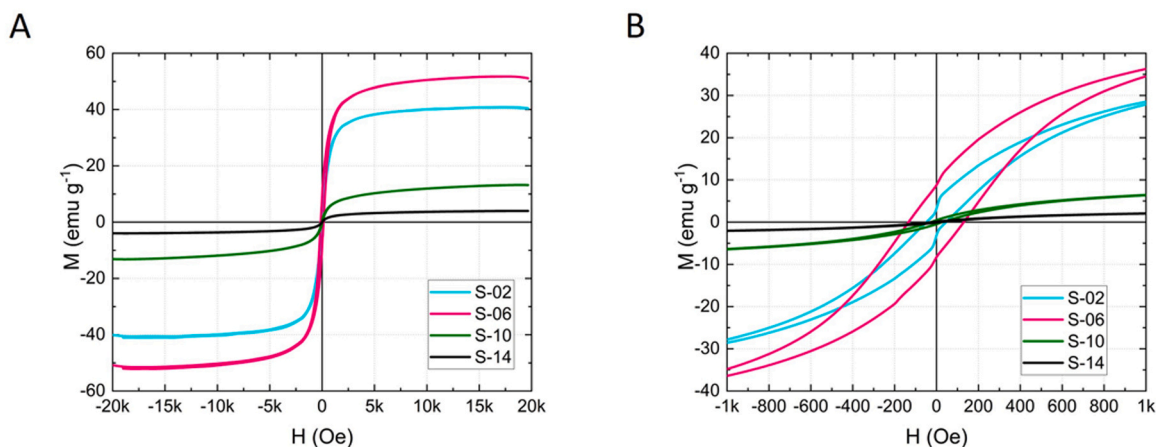 A
B
M (emu g⁻¹)
60
40
20
0
-20
-40
-60
-20k -15k -10k -5k 0 5k 10k 15k 20k
H (Oe)
S-02
S-06
S-10
S-14
M (emu g⁻¹)
40
30
20
10
0
-10
-20
-30
-40
-1k -800 -600 -400 -200 0 200 400 600 800 1k
H (Oe)
S-02
S-06
S-10
S-14